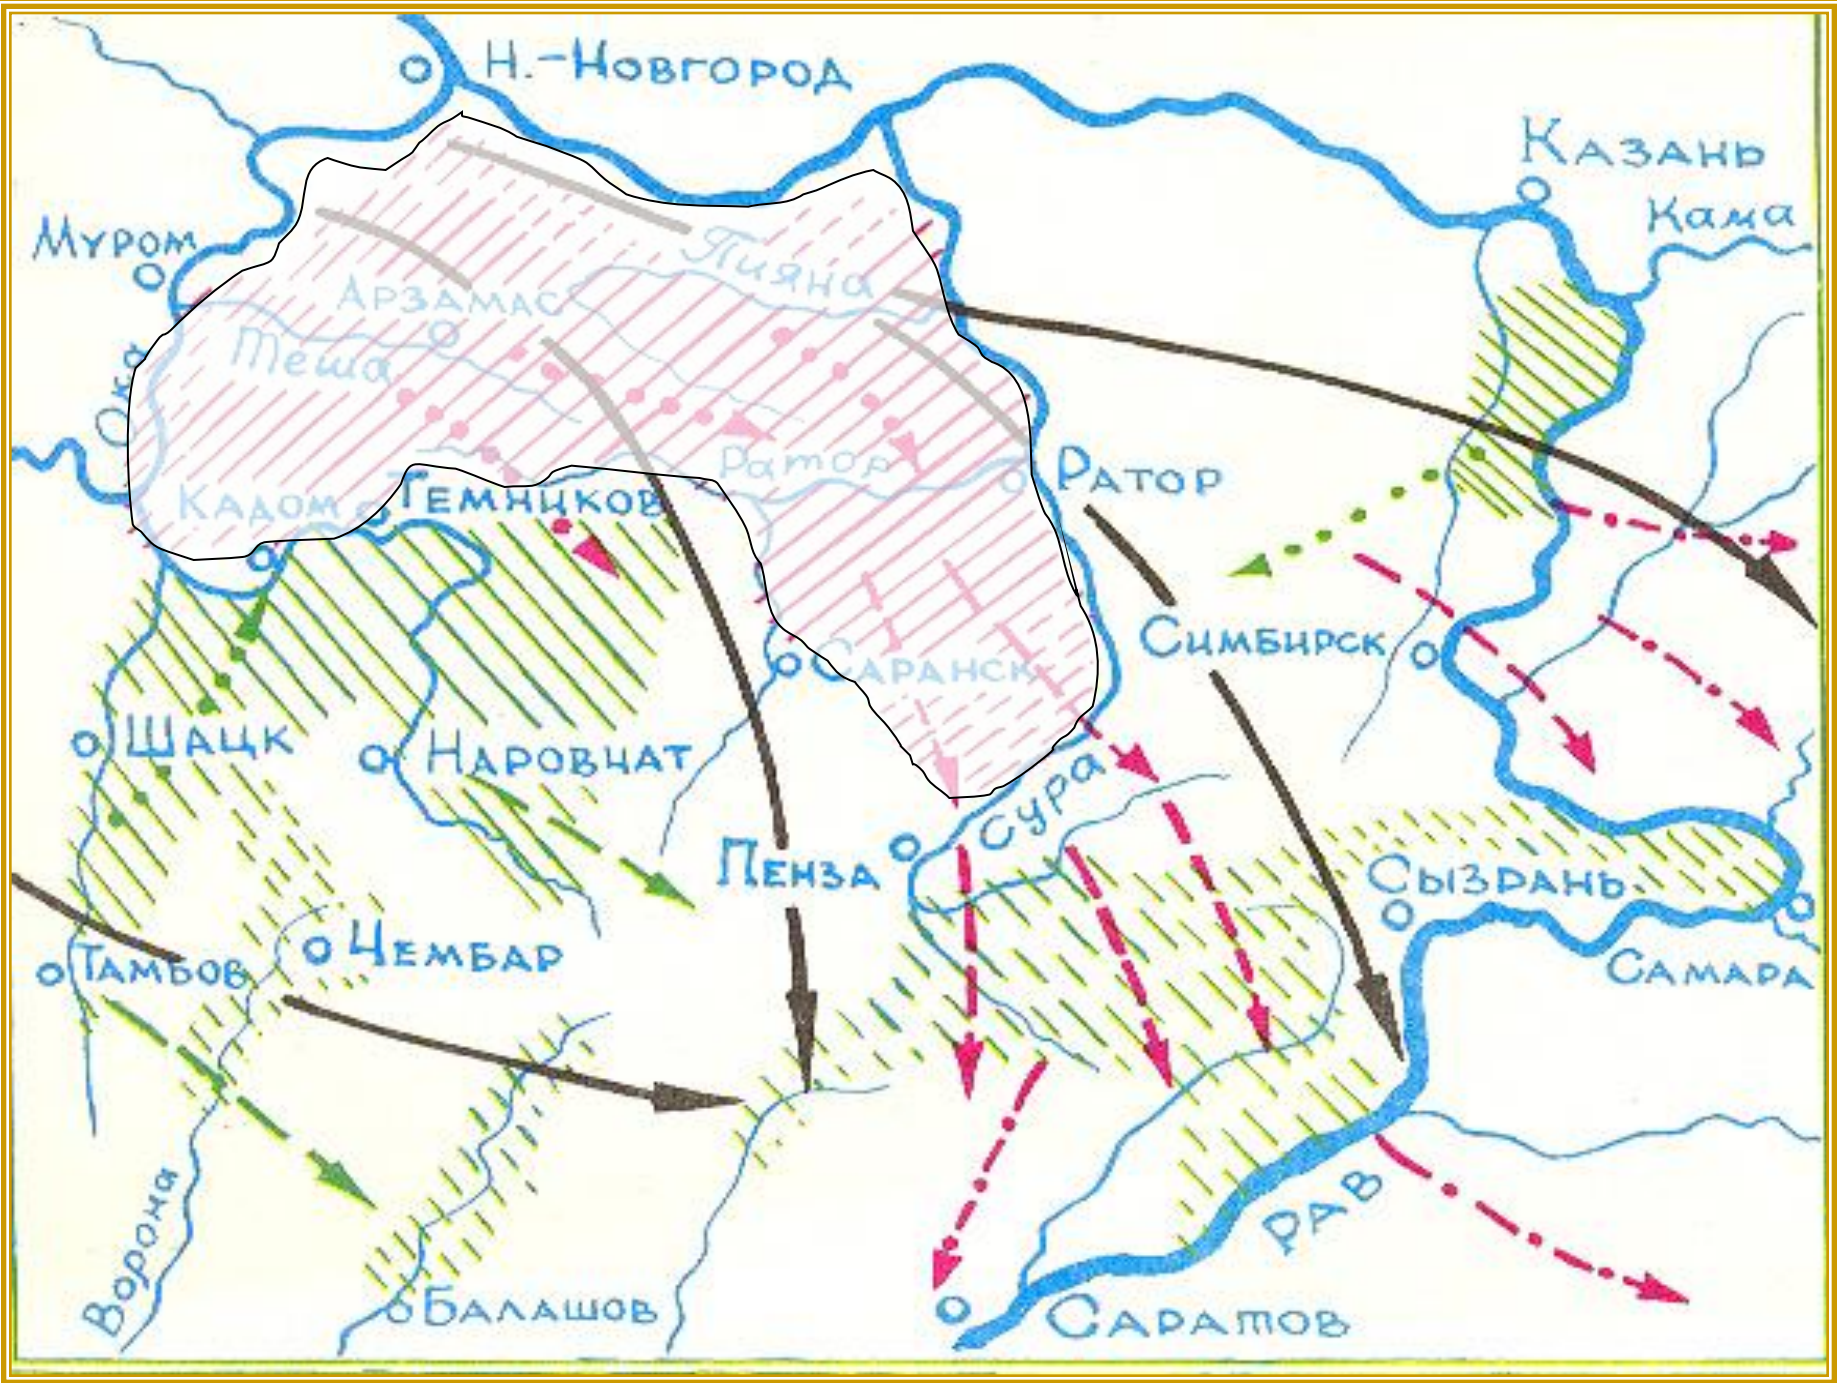 Н.-Новгород
Казань
Кама
Муром
Пияна
Арзамас
Теша
Ока
Ратор
Ратор
Кадом
Темников
Симбирск
Саранск
Шацк
Наровчат
Сура
Пенза
Сызрань
Чембар
Тамбов
Самара
Ворона
РАВ
Балашов
Саратов